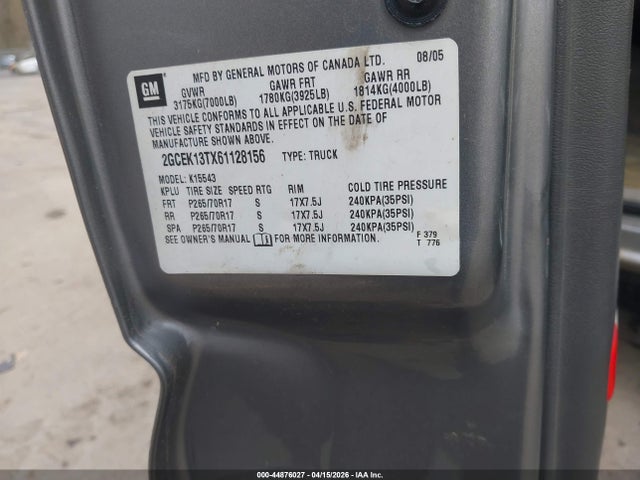 GM
MFD BY GENERAL MOTORS OF CANADA LTD. 08/05
GVWR GAWR FRT GAWR RR
3175KG(7000LB) 1780KG(3925LB) 1814KG(4000LB)
THIS VEHICLE CONFORMS TO ALL APPLICABLE U.S. FEDERAL MOTOR
VEHICLE SAFETY STANDARDS IN EFFECT ON THE DATE OF
MANUFACTURE SHOWN ABOVE.
2GCEK13TX61128156 TYPE: TRUCK
MODEL: K15543
KPLU TIRE SIZE SPEED RTG RIM COLD TIRE PRESSURE
FRT P265/70R17 S 17X7.5J 240KPA(35PSI)
RR P265/70R17 S 17X7.5J 240KPA(35PSI)
SPA P265/70R17 S 17X7.5J 240KPA(35PSI)
SEE OWNER'S MANUAL FOR MORE INFORMATION. F 379
T 776
000-44876027 - 04/15/2026 - IAA Inc.